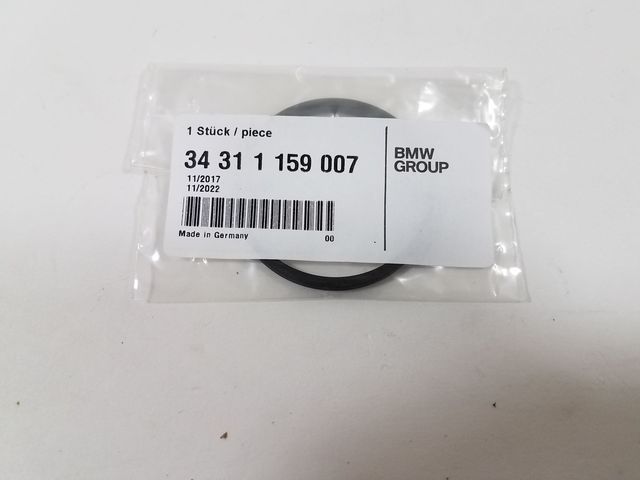 1 Stück / piece
34 31 1 159 007
11/2017
11/2022
Made in Germany
00
BMW
GROUP